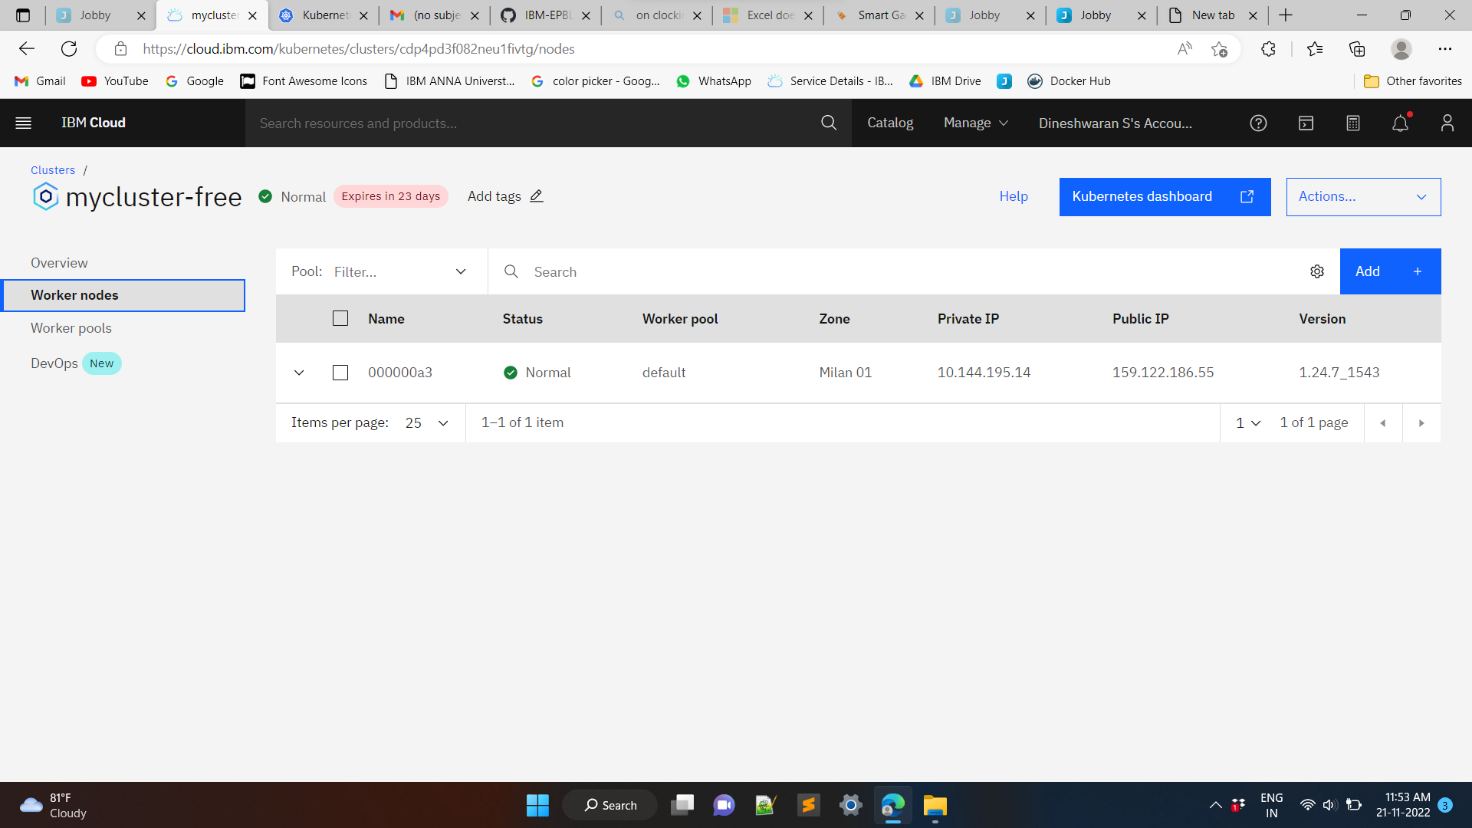 Jobby
mycluster
Kubernet
(no subje
IBM-EPBL
on clocki
Excel doe
Smart Ga
Jobby
Jobby
New tab
https://cloud.ibm.com/kubernetes/clusters/cdp4pd3f082neu1fivtg/nodes
Gmail
YouTube
Google
Font Awesome Icons
IBM ANNA Universt...
color picker - Goog...
WhatsApp
Service Details - IB...
IBM Drive
Docker Hub
Other favorites
IBM Cloud
Search resources and products...
Catalog
Manage
Dineshwaran S's Accou...
Clusters /
mycluster-free
Normal
Expires in 23 days
Add tags
Help
Kubernetes dashboard
Actions...
Overview
Worker nodes
Worker pools
DevOps New
Pool: Filter...
Search
Add +
Name Status Worker pool Zone Private IP Public IP Version
000000a3 Normal default Milan 01 10.144.195.14 159.122.186.55 1.24.7_1543
Items per page: 25
1–1 of 1 item
1
1 of 1 page
81°F
Cloudy
Search
1
ENG
IN
11:53 AM
21-11-2022
3